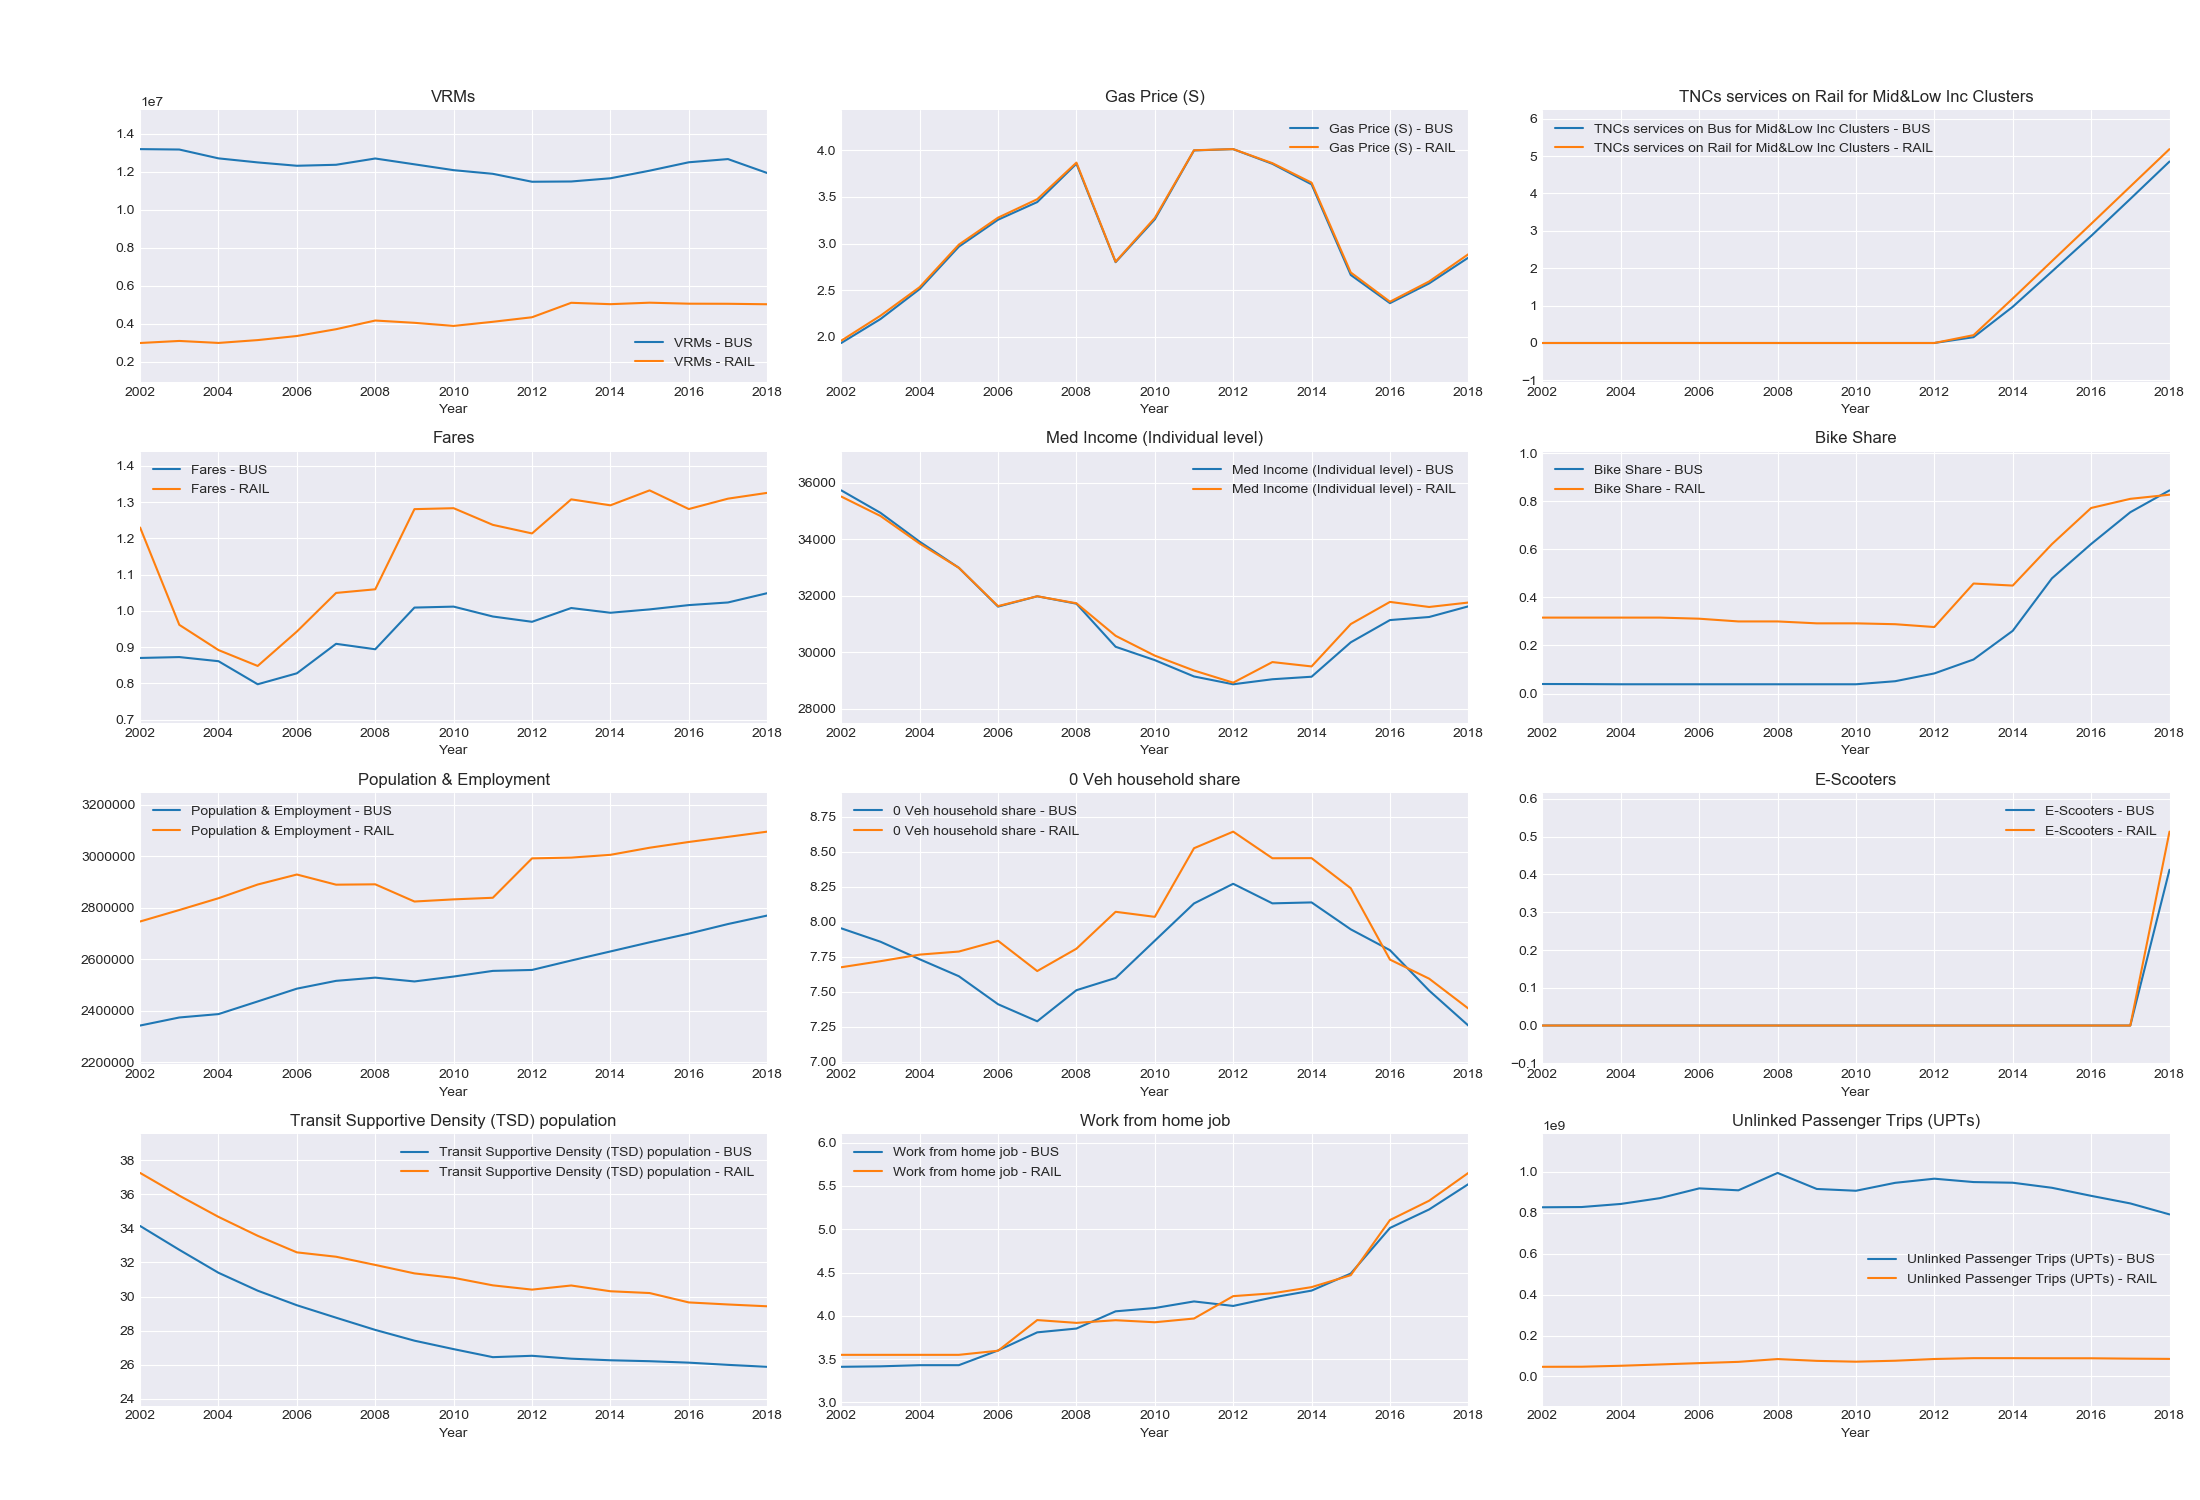 VRMs
1e7
1.4
1.2
1.0
0.8
0.6
0.4
0.2
VRMs - BUS
VRMs - RAIL
2002 2004 2006 2008 2010 2012 2014 2016 2018
Year
Gas Price (S)
4.0
3.5
3.0
2.5
2.0
Gas Price (S) - BUS
Gas Price (S) - RAIL
2002 2004 2006 2008 2010 2012 2014 2016 2018
Year
TNCs services on Rail for Mid&Low Inc Clusters
6
5
4
3
2
1
0
−1
TNCs services on Bus for Mid&Low Inc Clusters - BUS
TNCs services on Rail for Mid&Low Inc Clusters - RAIL
2002 2004 2006 2008 2010 2012 2014 2016 2018
Year
Fares
1.4
1.3
1.2
1.1
1.0
0.9
0.8
0.7
Fares - BUS
Fares - RAIL
2002 2004 2006 2008 2010 2012 2014 2016 2018
Year
Med Income (Individual level)
36000
34000
32000
30000
28000
Med Income (Individual level) - BUS
Med Income (Individual level) - RAIL
2002 2004 2006 2008 2010 2012 2014 2016 2018
Year
Bike Share
1.0
0.8
0.6
0.4
0.2
0.0
Bike Share - BUS
Bike Share - RAIL
2002 2004 2006 2008 2010 2012 2014 2016 2018
Year
Population & Employment
3200000
3000000
2800000
2600000
2400000
2200000
Population & Employment - BUS
Population & Employment - RAIL
2002 2004 2006 2008 2010 2012 2014 2016 2018
Year
0 Veh household share
8.75
8.50
8.25
8.00
7.75
7.50
7.25
7.00
0 Veh household share - BUS
0 Veh household share - RAIL
2002 2004 2006 2008 2010 2012 2014 2016 2018
Year
E-Scooters
0.6
0.5
0.4
0.3
0.2
0.1
0.0
−0.1
E-Scooters - BUS
E-Scooters - RAIL
2002 2004 2006 2008 2010 2012 2014 2016 2018
Year
Transit Supportive Density (TSD) population
38
36
34
32
30
28
26
24
Transit Supportive Density (TSD) population - BUS
Transit Supportive Density (TSD) population - RAIL
2002 2004 2006 2008 2010 2012 2014 2016 2018
Year
Work from home job
6.0
5.5
5.0
4.5
4.0
3.5
3.0
Work from home job - BUS
Work from home job - RAIL
2002 2004 2006 2008 2010 2012 2014 2016 2018
Year
Unlinked Passenger Trips (UPTs)
1e9
1.0
0.8
0.6
0.4
0.2
0.0
Unlinked Passenger Trips (UPTs) - BUS
Unlinked Passenger Trips (UPTs) - RAIL
2002 2004 2006 2008 2010 2012 2014 2016 2018
Year